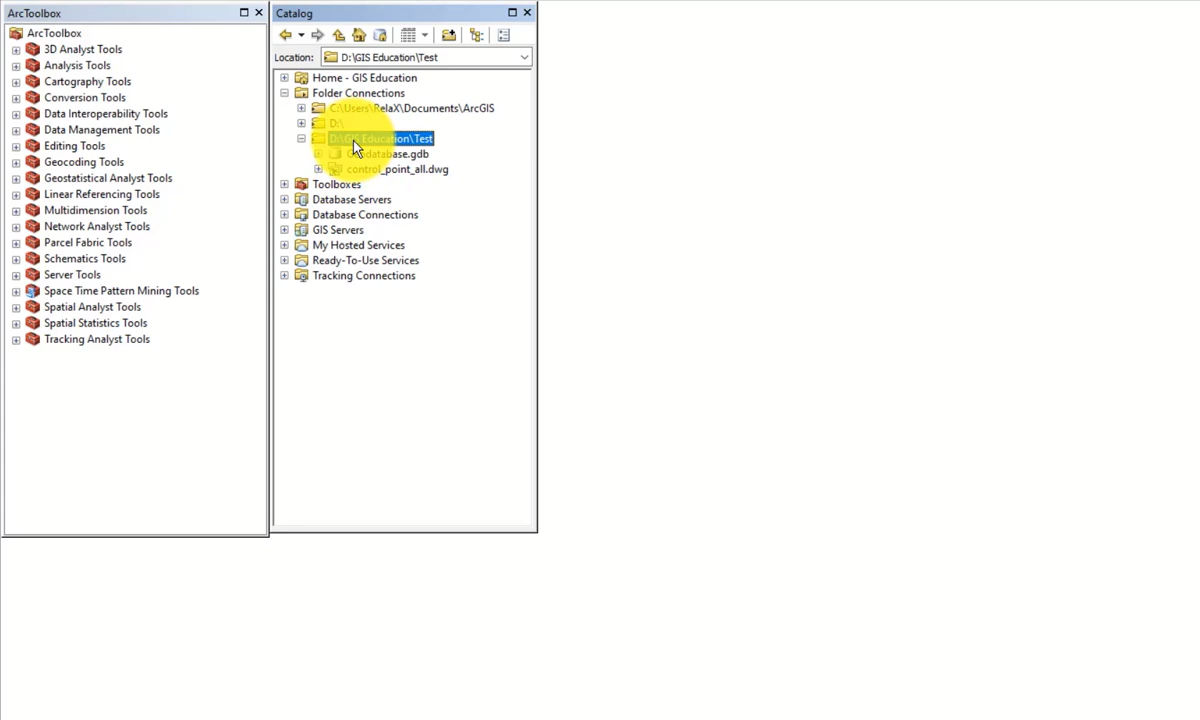 ArcToolbox
ArcToolbox
3D Analyst Tools
Analysis Tools
Cartography Tools
Conversion Tools
Data Interoperability Tools
Data Management Tools
Editing Tools
Geocoding Tools
Geostatistical Analyst Tools
Linear Referencing Tools
Multidimension Tools
Network Analyst Tools
Parcel Fabric Tools
Schematics Tools
Server Tools
Space Time Pattern Mining Tools
Spatial Analyst Tools
Spatial Statistics Tools
Tracking Analyst Tools
Catalog
Location: D:\GIS Education\Test
Home - GIS Education
Folder Connections
C:\Users\RelaX\Documents\ArcGIS
D:\
D:\GIS Education\Test
Geodatabase.gdb
control_point_all.dwg
Toolboxes
Database Servers
Database Connections
GIS Servers
My Hosted Services
Ready-To-Use Services
Tracking Connections